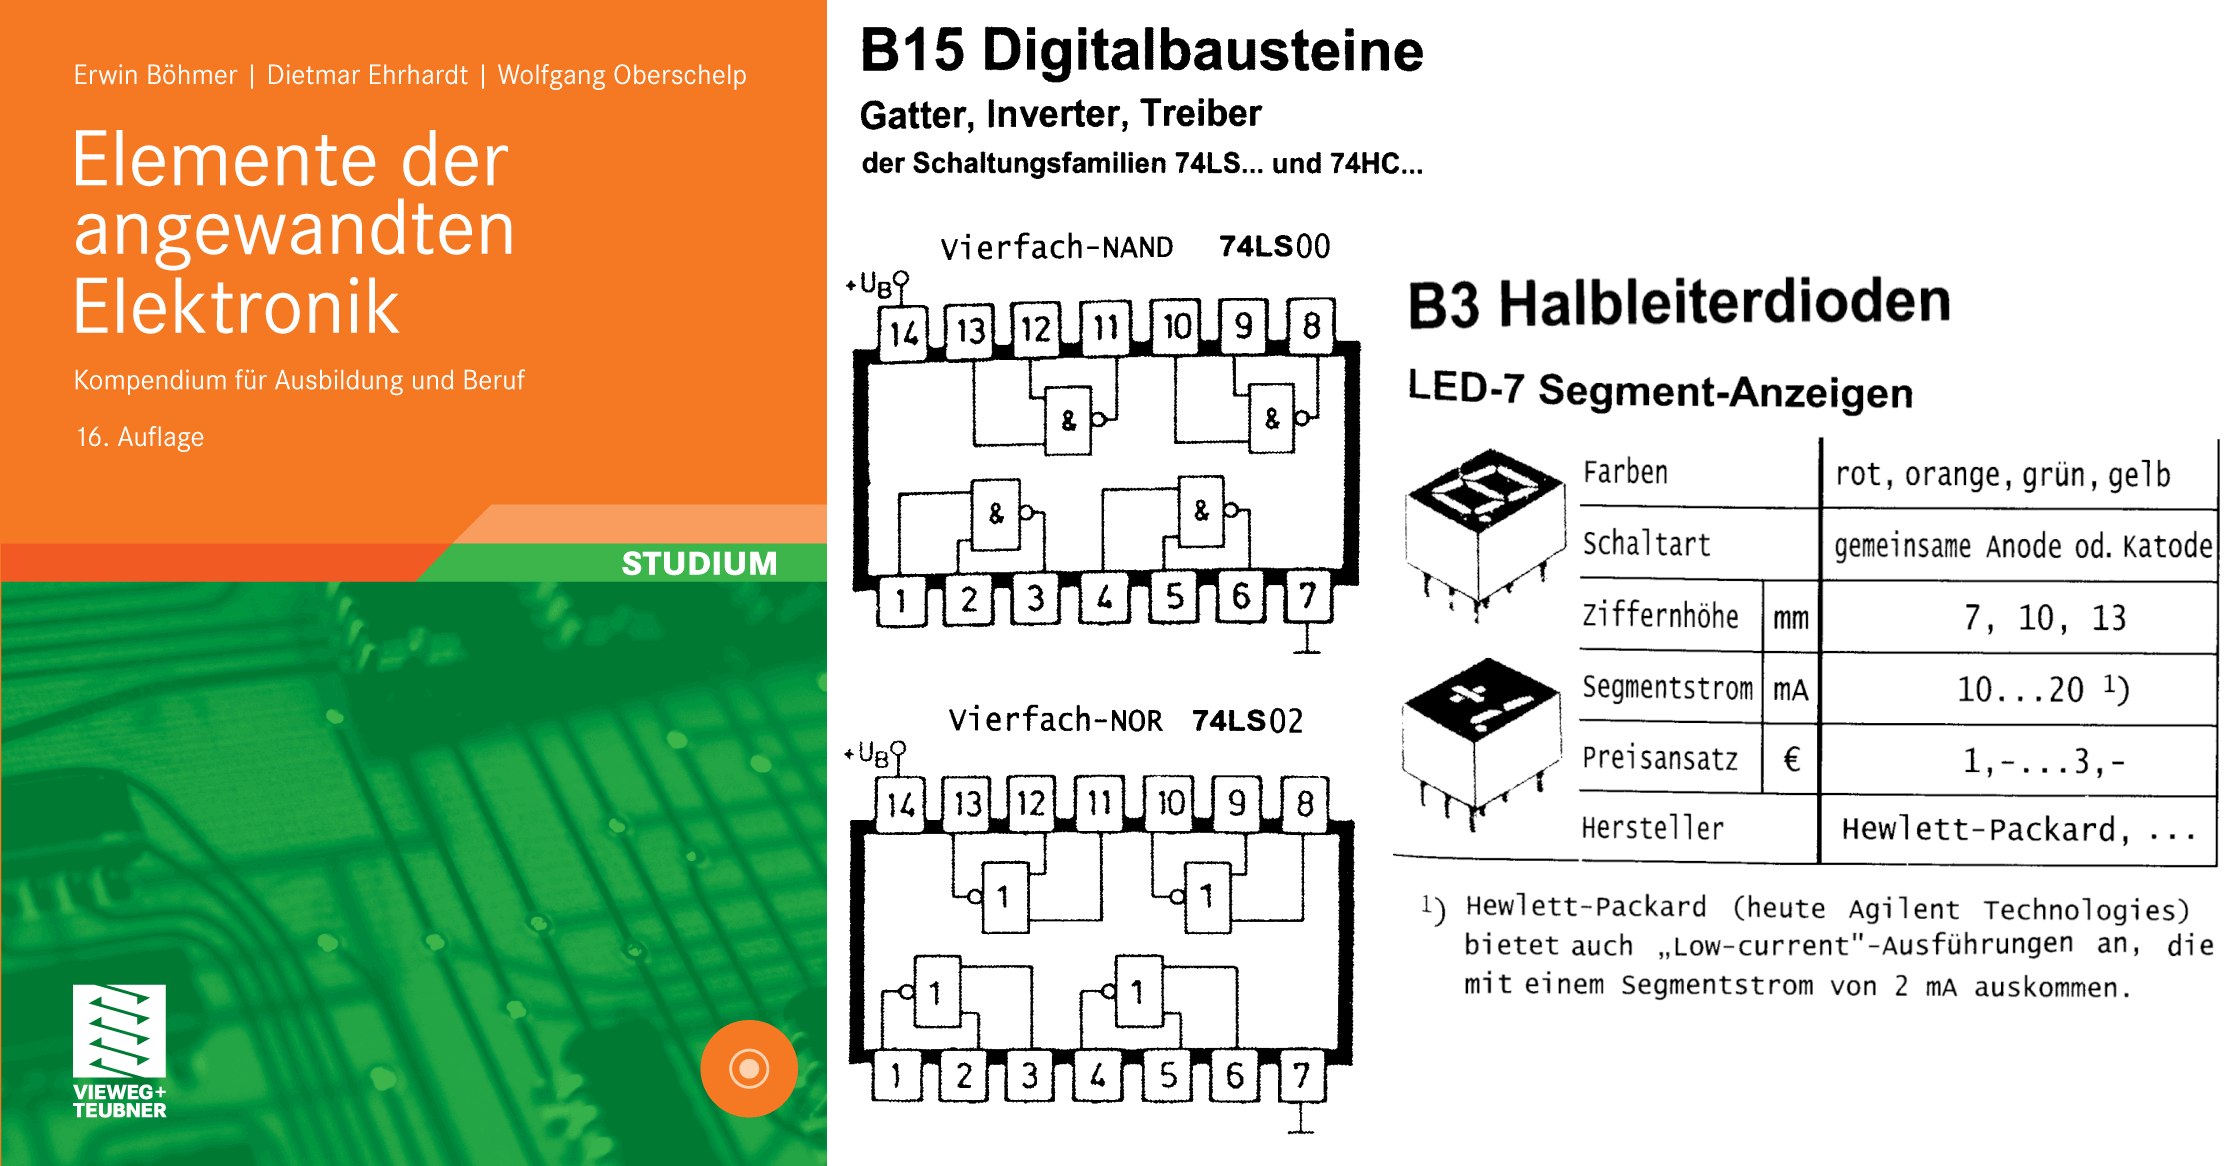 Erwin Böhmer | Dietmar Ehrhardt | Wolfgang Oberschelp
Elemente der
angewandten
Elektronik
Kompendium für Ausbildung und Beruf
16. Auflage
STUDIUM
VIEWEG+
TEUBNER
B15 Digitalbausteine
Gatter, Inverter, Treiber
der Schaltungsfamilien 74LS... und 74HC...
Vierfach-NAND 74LS00
+UB
14 13 12 11 10 9 8
& &
& &
1 2 3 4 5 6 7
Vierfach-NOR 74LS02
+UB
14 13 12 11 10 9 8
1 1
1 1
1 2 3 4 5 6 7
B3 Halbleiterdioden
LED-7 Segment-Anzeigen
Farben rot, orange, grün, gelb
Schaltart gemeinsame Anode od. Katode
Ziffernhöhe mm 7, 10, 13
Segmentstrom mA 10...20 ¹)
Preisansatz € 1,-...3,-
Hersteller Hewlett-Packard, ...
¹) Hewlett-Packard (heute Agilent Technologies)
bietet auch „Low-current"-Ausführungen an, die
mit einem Segmentstrom von 2 mA auskommen.